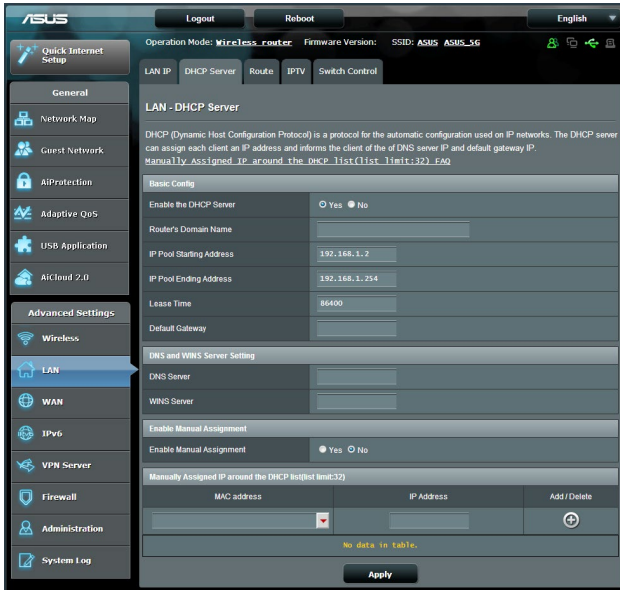 ASUS
Logout
Reboot
English
Quick Internet Setup
Operation Mode: Wireless router Firmware Version: SSID: ASUS ASUS_5G
LAN IP
DHCP Server
Route
IPTV
Switch Control
General
Network Map
Guest Network
AiProtection
Adaptive QoS
USB Application
AiCloud 2.0
Advanced Settings
Wireless
LAN
WAN
IPv6
VPN Server
Firewall
Administration
System Log
LAN - DHCP Server
DHCP (Dynamic Host Configuration Protocol) is a protocol for the automatic configuration used on IP networks. The DHCP server
can assign each client an IP address and informs the client of the of DNS server IP and default gateway IP.
Manually Assigned IP around the DHCP list(list limit:32) FAQ
Basic Config
Enable the DHCP Server Yes No
Router's Domain Name
IP Pool Starting Address 192.168.1.2
IP Pool Ending Address 192.168.1.254
Lease Time 86400
Default Gateway
DNS and WINS Server Setting
DNS Server
WINS Server
Enable Manual Assignment
Enable Manual Assignment Yes No
Manually Assigned IP around the DHCP list(list limit:32)
MAC address IP Address Add / Delete
No data in table.
Apply